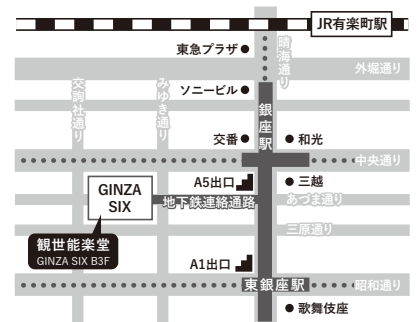 JR有楽町駅
東急プラザ
晴海通り
外堀通り
ソニービル
交詢社通り
みゆき通り
銀座駅
交番
和光
中央通り
A5出口
三越
GINZA
SIX
地下鉄連絡通路
あづま通り
三原通り
観世能楽堂
GINZA SIX B3F
A1出口
東銀座駅
昭和通り
歌舞伎座